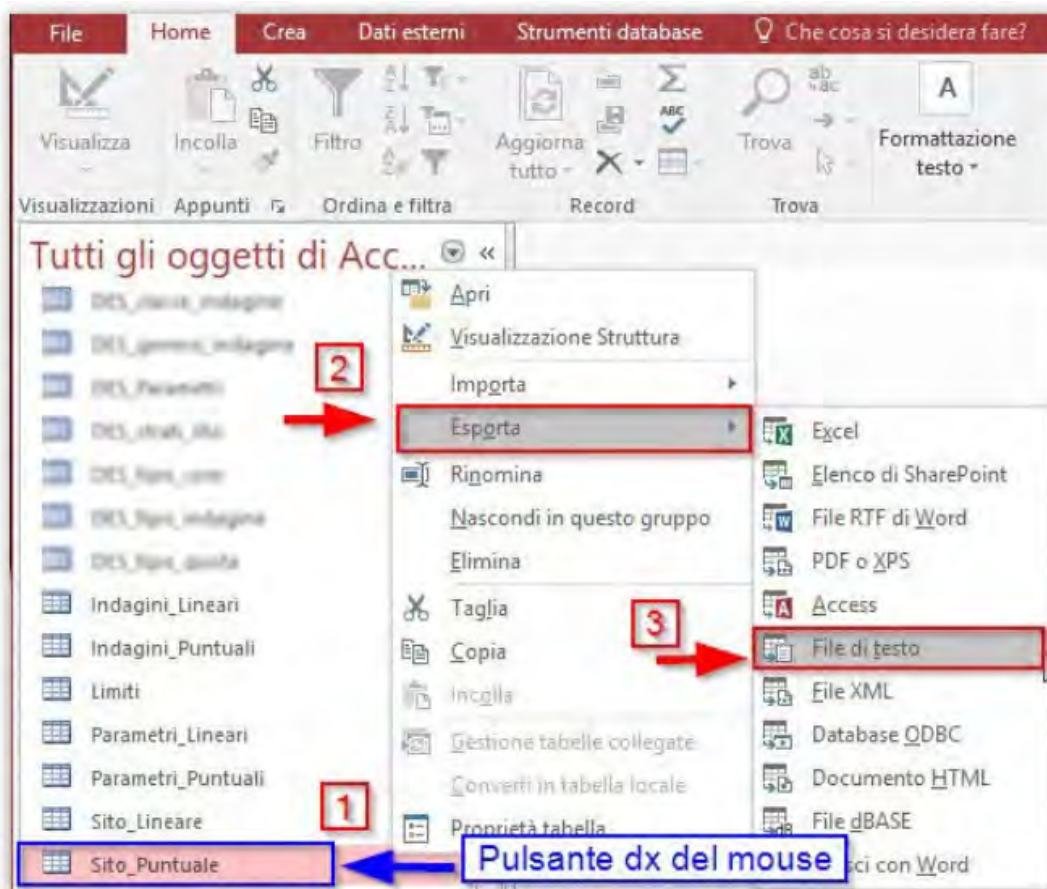 File Home Crea Dati esterni Strumenti database Che cosa si desidera fare?
Visualizza Incolla Filtro Aggiorna tutto Trova Formattazione testo
Visualizzazioni Appunti Ordina e filtra Record Trova
Tutti gli oggetti di Acc...
Indagini_Lineari
Indagini_Puntuali
Limiti
Parametri_Lineari
Parametri_Puntuali
Sito_Lineare
Sito_Puntuale
1
2
Apri
Visualizzazione Struttura
Importa
Esporta
Rinomina
Nascondi in questo gruppo
Elimina
Taglia
Copia
Incolla
Gestione tabelle collegate
Converti in tabella locale
Proprietà tabella
Pulsante dx del mouse
3
Excel
Elenco di SharePoint
File RTF di Word
PDF o XPS
Access
File di testo
File XML
Database ODBC
Documento HTML
File dBASE
con Word